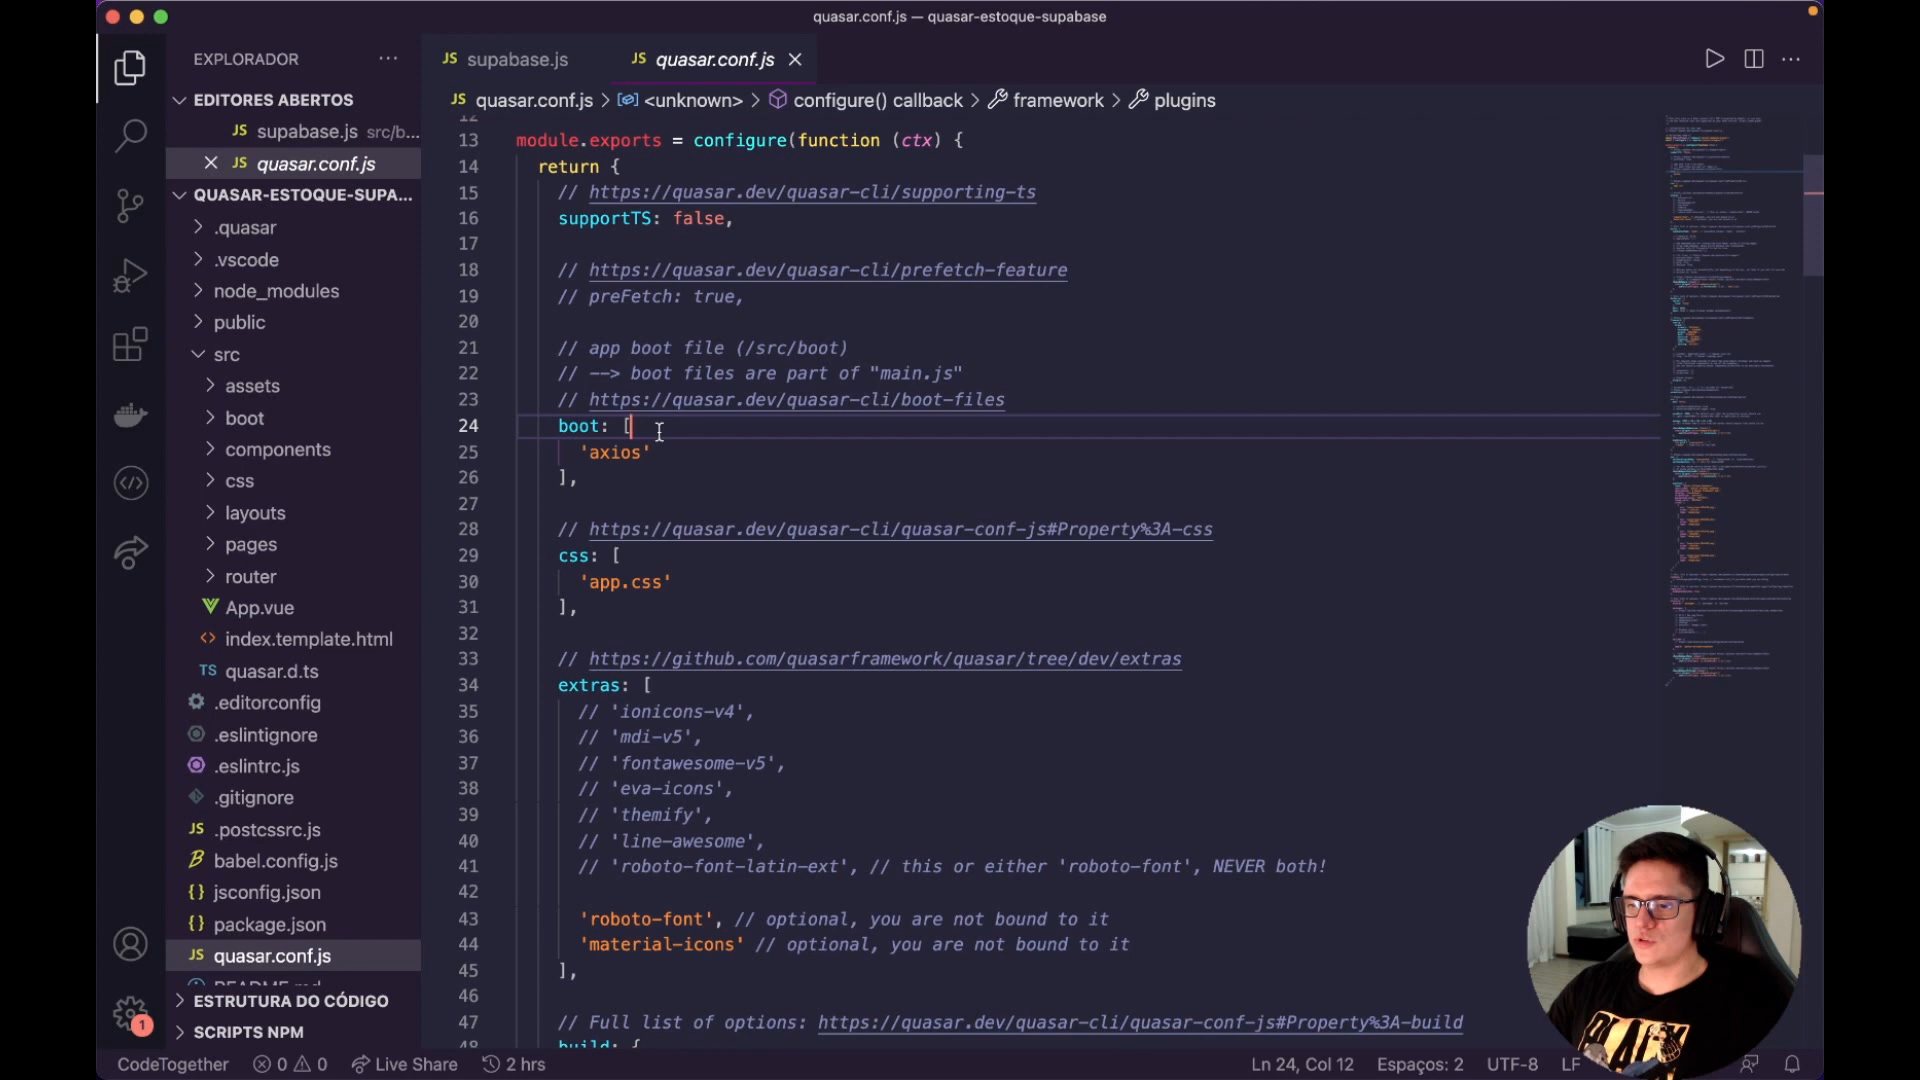 quasar.conf.js — quasar-estoque-supabase
EXPLORADOR
EDITORES ABERTOS
JS supabase.js src/b...
JS quasar.conf.js
QUASAR-ESTOQUE-SUPA...
.quasar
.vscode
node_modules
public
src
assets
boot
components
css
layouts
pages
router
App.vue
index.template.html
TS quasar.d.ts
.editorconfig
.eslintignore
.eslintrc.js
.gitignore
JS .postcssrc.js
babel.config.js
{} jsconfig.json
{} package.json
JS quasar.conf.js
ESTRUTURA DO CÓDIGO
SCRIPTS NPM
1
JS supabase.js
JS quasar.conf.js
JS quasar.conf.js > <unknown> > configure() callback > framework > plugins
12
13 module.exports = configure(function (ctx) {
14 return {
15 // https://quasar.dev/quasar-cli/supporting-ts
16 supportTS: false,
17
18 // https://quasar.dev/quasar-cli/prefetch-feature
19 // preFetch: true,
20
21 // app boot file (/src/boot)
22 // --> boot files are part of "main.js"
23 // https://quasar.dev/quasar-cli/boot-files
24 boot: [
25 'axios'
26 ],
27
28 // https://quasar.dev/quasar-cli/quasar-conf-js#Property%3A-css
29 css: [
30 'app.css'
31 ],
32
33 // https://github.com/quasarframework/quasar/tree/dev/extras
34 extras: [
35 // 'ionicons-v4',
36 // 'mdi-v5',
37 // 'fontawesome-v5',
38 // 'eva-icons',
39 // 'themify',
40 // 'line-awesome',
41 // 'roboto-font-latin-ext', // this or either 'roboto-font', NEVER both!
42
43 'roboto-font', // optional, you are not bound to it
44 'material-icons' // optional, you are not bound to it
45 ],
46
47 // Full list of options: https://quasar.dev/quasar-cli/quasar-conf-js#Property%3A-build
48 build: {
CodeTogether 0 0 Live Share 2 hrs
Ln 24, Col 12 Espaços: 2 UTF-8 LF